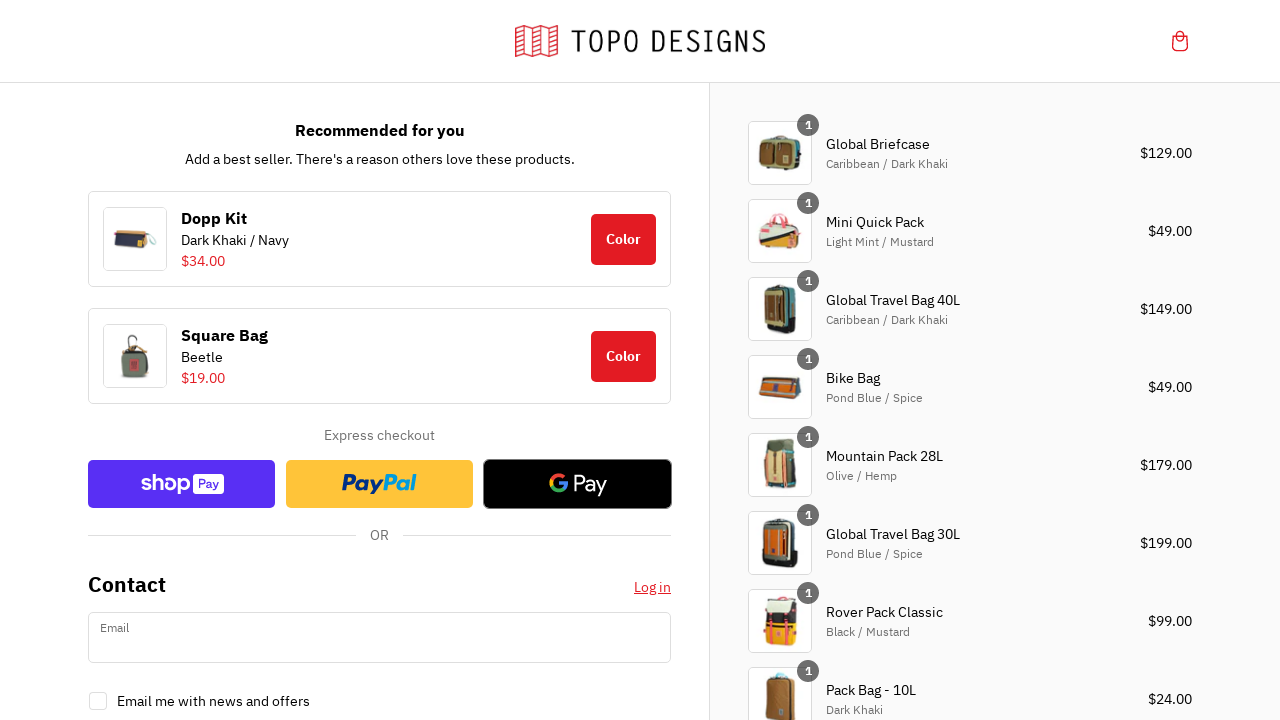 TOPO DESIGNS
Recommended for you
Add a best seller. There's a reason others love these products.
Dopp Kit
Dark Khaki / Navy
$34.00
Color
Square Bag
Beetle
$19.00
Color
Express checkout
shop Pay
PayPal
G Pay
OR
Contact
Log in
Email
Email me with news and offers
1
Global Briefcase
Caribbean / Dark Khaki
$129.00
1
Mini Quick Pack
Light Mint / Mustard
$49.00
1
Global Travel Bag 40L
Caribbean / Dark Khaki
$149.00
1
Bike Bag
Pond Blue / Spice
$49.00
1
Mountain Pack 28L
Olive / Hemp
$179.00
1
Global Travel Bag 30L
Pond Blue / Spice
$199.00
1
Rover Pack Classic
Black / Mustard
$99.00
1
Pack Bag - 10L
Dark Khaki
$24.00